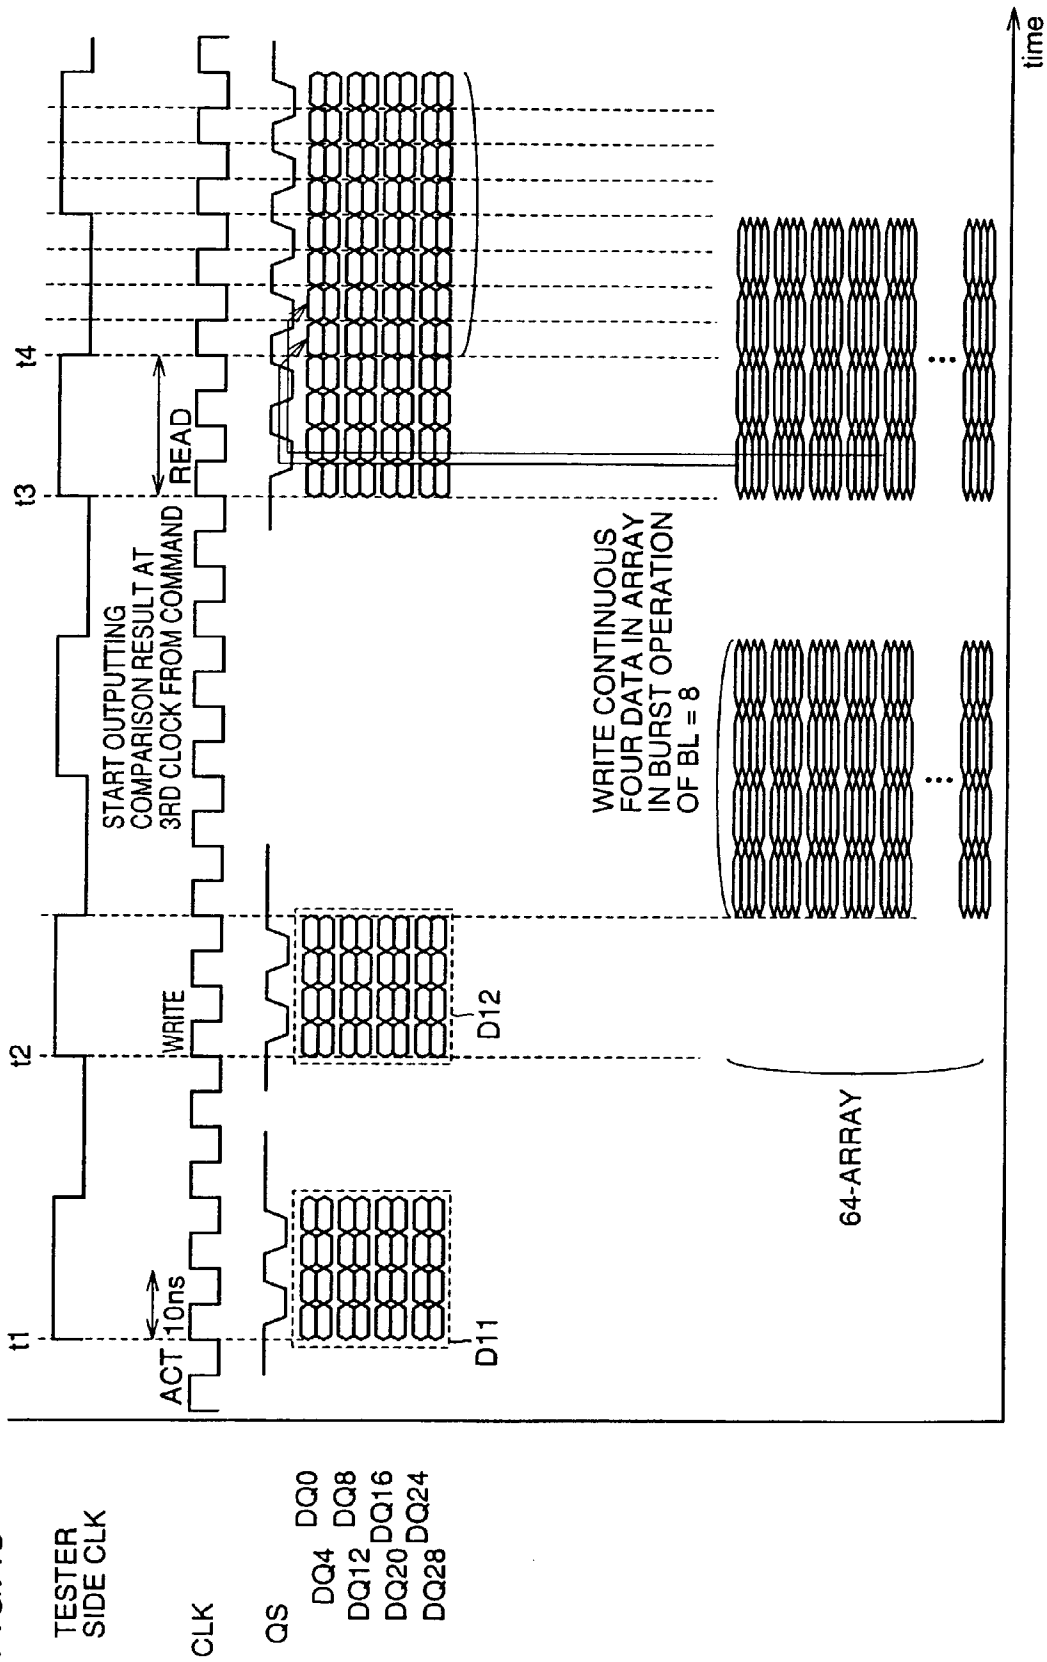 TESTER
SIDE CLK
CLK
QS
DQ0
DQ4
DQ8
DQ12
DQ16
DQ20
DQ24
DQ28
t1
t2
t3
t4
ACT
10ns
WRITE
READ
START OUTPUTTING
COMPARISON RESULT AT
3RD CLOCK FROM COMMAND
D11
D12
WRITE CONTINUOUS
FOUR DATA IN ARRAY
IN BURST OPERATION
OF BL = 8
64-ARRAY
time